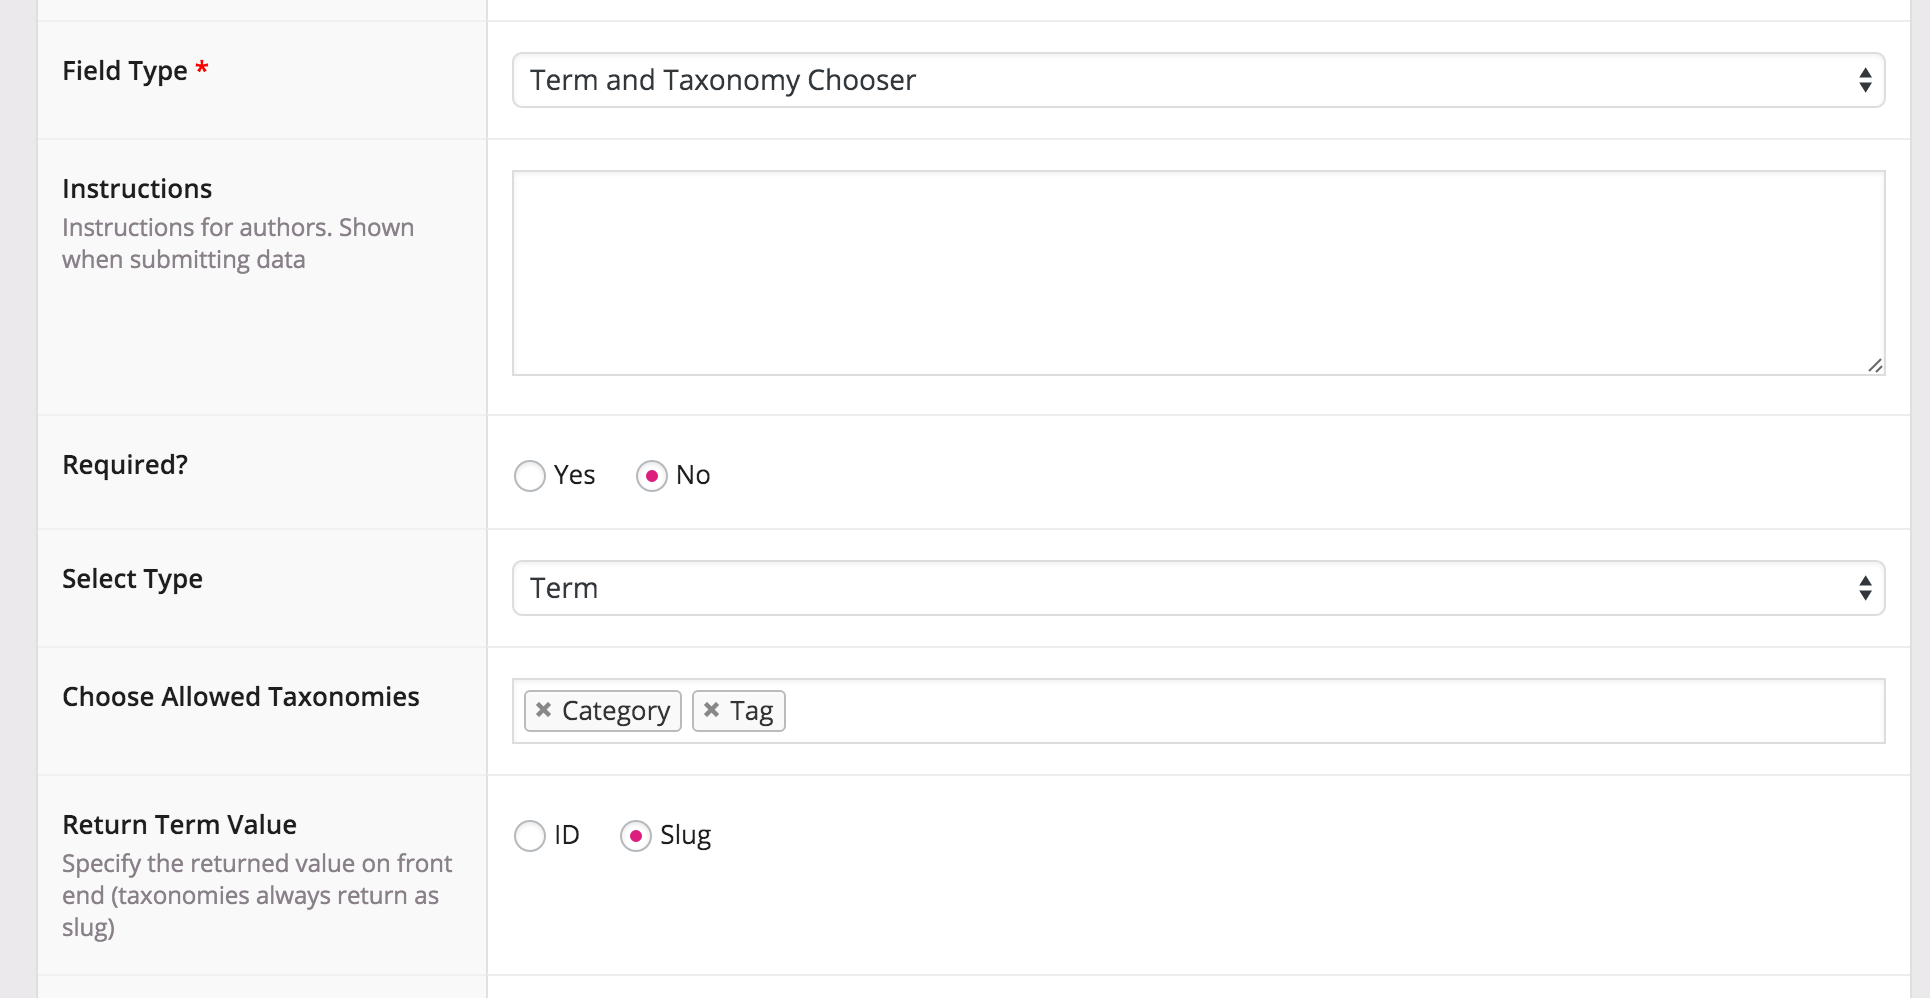 Field Type *
Term and Taxonomy Chooser
Instructions
Instructions for authors. Shown
when submitting data
Required?
Yes No
Select Type
Term
Choose Allowed Taxonomies
Category Tag
Return Term Value
Specify the returned value on front
end (taxonomies always return as
slug)
ID Slug